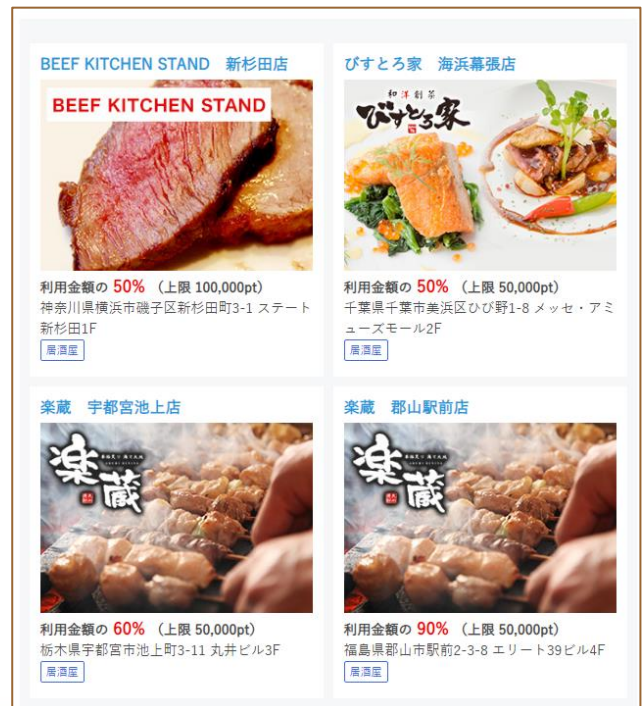 BEEF KITCHEN STAND 新杉田店
BEEF KITCHEN STAND
利用金額の 50% （上限 100,000pt）
神奈川県横浜市磯子区新杉田町3-1 ステート
新杉田1F
居酒屋
びすとろ家 海浜幕張店
和洋創菜
びすとろ家
利用金額の 50% （上限 50,000pt）
千葉県千葉市美浜区ひび野1-8 メッセ・アミ
ューズモール2F
居酒屋
楽蔵 宇都宮池上店
楽蔵
利用金額の 60% （上限 50,000pt）
栃木県宇都宮市池上町3-11 丸井ビル3F
居酒屋
楽蔵 郡山駅前店
楽蔵
利用金額の 90% （上限 50,000pt）
福島県郡山市駅前2-3-8 エリート39ビル4F
居酒屋